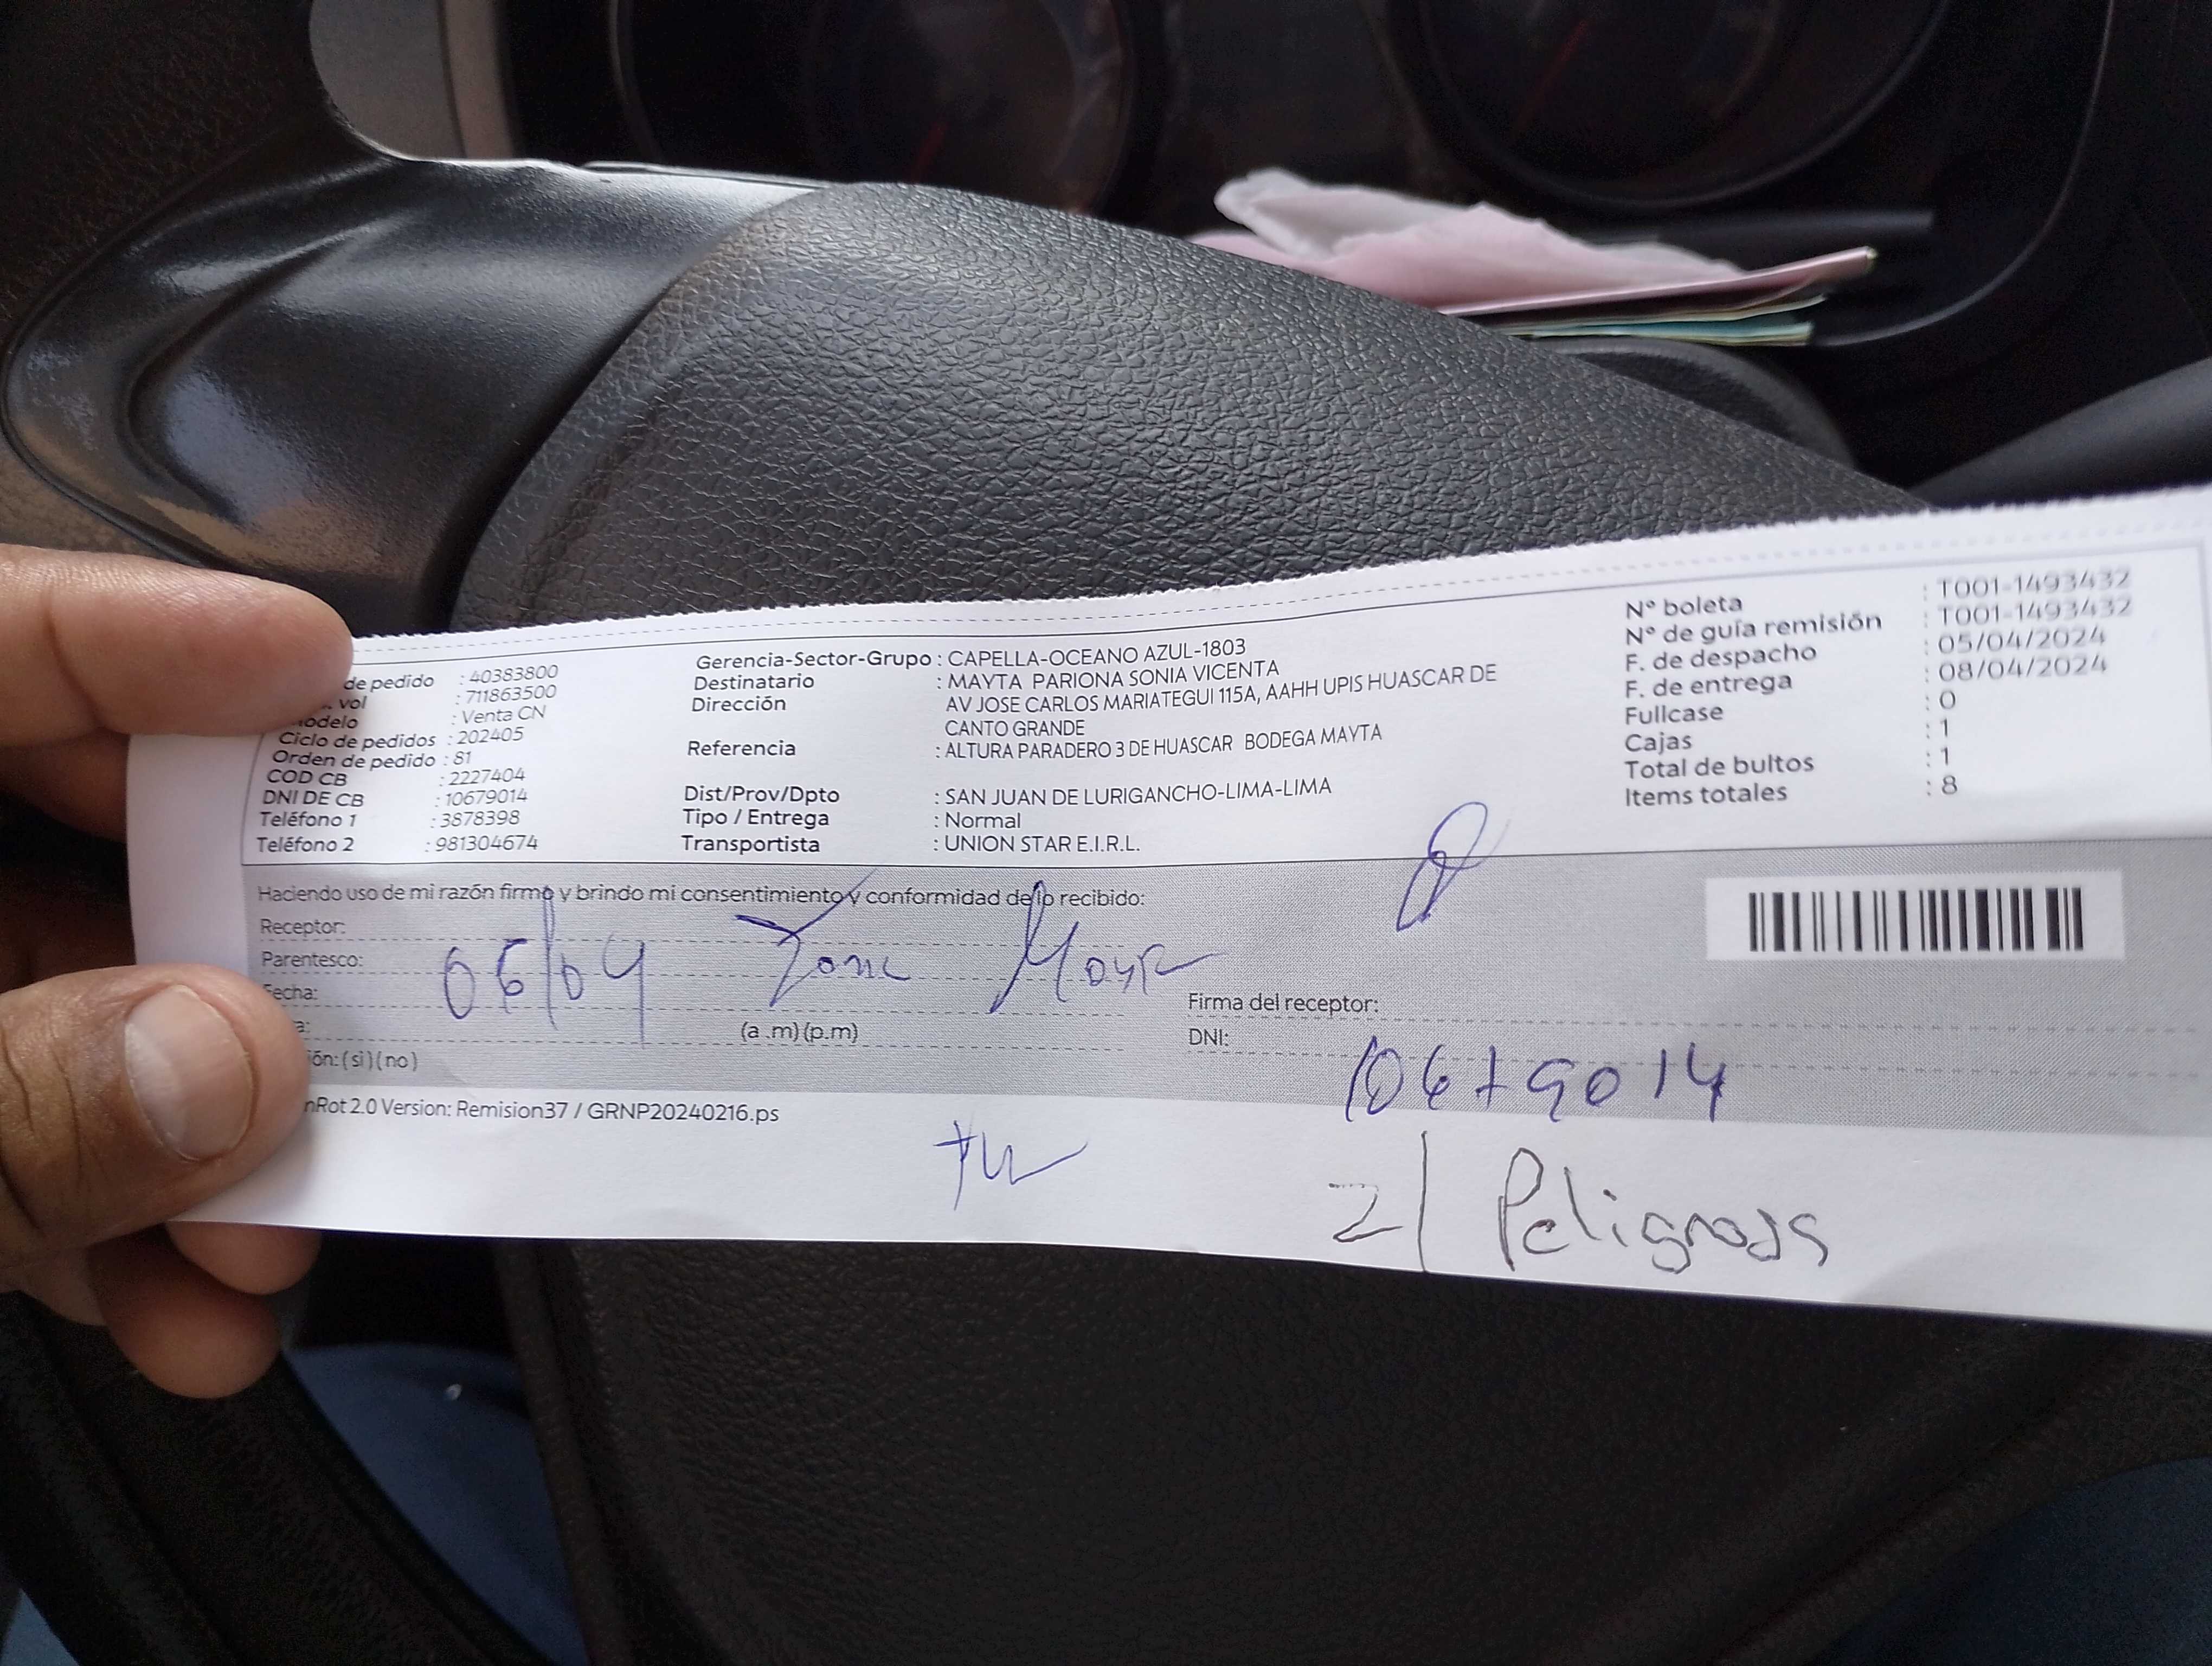 de pedido : 40383800
. vol : 711863500
odelo : Venta CN
Ciclo de pedidos : 202405
Orden de pedido : 81
COD CB : 2227404
DNI DE CB : 10679014
Teléfono 1 : 3878398
Teléfono 2 : 981304674
Gerencia-Sector-Grupo : CAPELLA-OCEANO AZUL-1803
Destinatario : MAYTA PARIONA SONIA VICENTA
Dirección : AV JOSE CARLOS MARIATEGUI 115A, AAHH UPIS HUASCAR DE
CANTO GRANDE
Referencia : ALTURA PARADERO 3 DE HUASCAR BODEGA MAYTA
Dist/Prov/Dpto : SAN JUAN DE LURIGANCHO-LIMA-LIMA
Tipo / Entrega : Normal
Transportista : UNION STAR E.I.R.L.
N° boleta : T001-1493432
N° de guía remisión : T001-1493432
F. de despacho : 05/04/2024
F. de entrega : 08/04/2024
Fullcase : 0
Cajas : 1
Total de bultos : 1
Items totales : 8
Haciendo uso de mi razón firmo y brindo mi consentimiento y conformidad de lo recibido:
Receptor:
Parentesco:
Fecha:
06/04
a: (a .m) (p.m)
ión: ( si ) ( no )
Firma del receptor:
DNI:
10679014
nRot 2.0 Version: Remision37 / GRNP20240216.ps